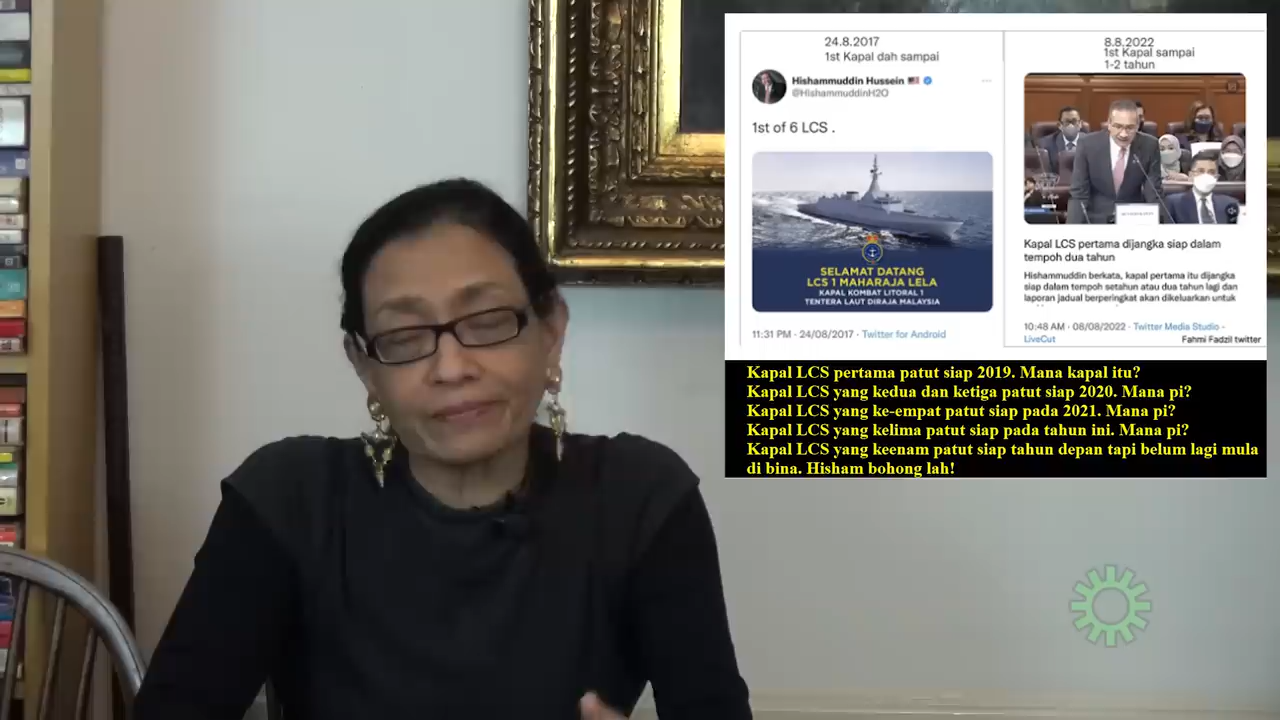 24.8.2017
1st Kapal dah sampai
Hishammuddin Hussein
@HishammuddinH2O
1st of 6 LCS .
SELAMAT DATANG
LCS 1 MAHARAJA LELA
KAPAL KOMBAT LITORAL 1
TENTERA LAUT DIRAJA MALAYSIA
11:31 PM - 24/08/2017 - Twitter for Android
8.8.2022
1st Kapal sampai
1-2 tahun
Kapal LCS pertama dijangka siap dalam
tempoh dua tahun
Hishammuddin berkata, kapal pertama itu dijangka
siap dalam tempoh setahun atau dua tahun lagi dan
laporan jadual berperingkat akan dikeluarkan untuk
10:48 AM - 08/08/2022 - Twitter Media Studio -
LiveCut
Fahmi Fadzil twitter
Kapal LCS pertama patut siap 2019. Mana kapal itu?
Kapal LCS yang kedua dan ketiga patut siap 2020. Mana pi?
Kapal LCS yang ke-empat patut siap pada 2021. Mana pi?
Kapal LCS yang kelima patut siap pada tahun ini. Mana pi?
Kapal LCS yang keenam patut siap tahun depan tapi belum lagi mula
di bina. Hisham bohong lah!